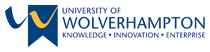 UNIVERSITY OF
WOLVERHAMPTON
KNOWLEDGE • INNOVATION • ENTERPRISE